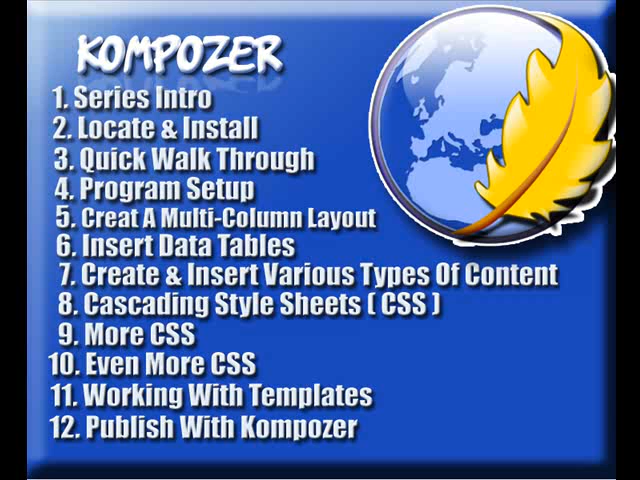 KOMPOZER
1. Series Intro
2. Locate & Install
3. Quick Walk Through
4. Program Setup
5. Creat A Multi-Column Layout
6. Insert Data Tables
7. Create & Insert Various Types Of Content
8. Cascading Style Sheets ( CSS )
9. More CSS
10. Even More CSS
11. Working With Templates
12. Publish With Kompozer